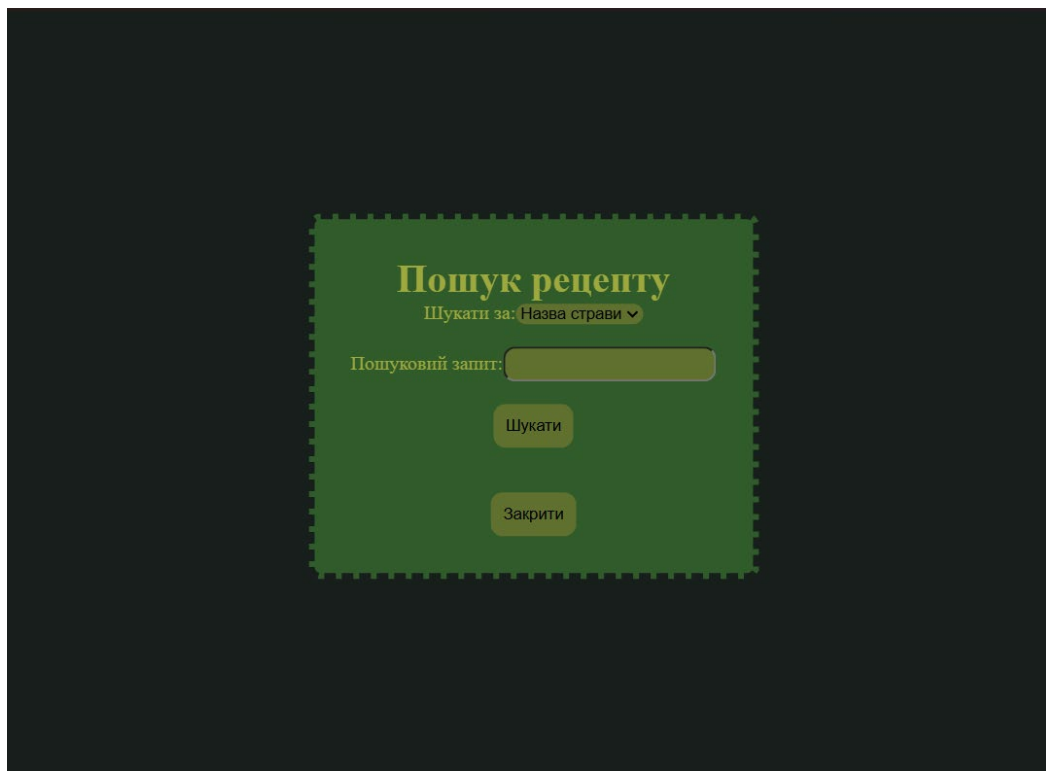 Пошук рецепту
Шукати за: Назва страви
Пошуковий запит:
Шукати
Закрити